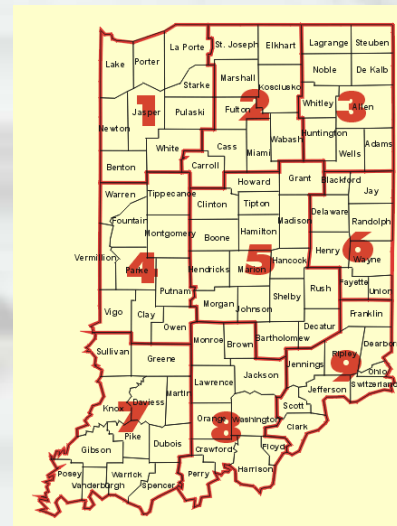 La Porte
St. Joseph
Elkhart
Lagrange
Steuben
Lake
Porter
Marshall
Noble
De Kalb
Starke
Kosciusko
1
2
3
Jasper
Pulaski
Fulton
Whitley
Allen
Newton
Huntington
White
Cass
Miami
Wabash
Wells
Adams
Benton
Carroll
Warren
Tippecanoe
Howard
Grant
Blackford
Jay
Clinton
Tipton
Fountain
Madison
Delaware
Randolph
Montgomery
Boone
Hamilton
Henry
6
Wayne
Vermillion
4
Parke
Hendricks
5
Marion
Hancock
Putnam
Rush
Fayette
Union
Morgan
Johnson
Shelby
Vigo
Clay
Franklin
Owen
Decatur
Monroe
Brown
Bartholomew
Dearborn
Sullivan
Greene
Jennings
Ripley
9
Ohio
Lawrence
Jackson
Jefferson
Switzerland
Knox
Daviess
Martin
Scott
7
Orange
8
Washington
Clark
Pike
Dubois
Gibson
Crawford
Floyd
Harrison
Posey
Vanderburgh
Warrick
Spencer
Perry